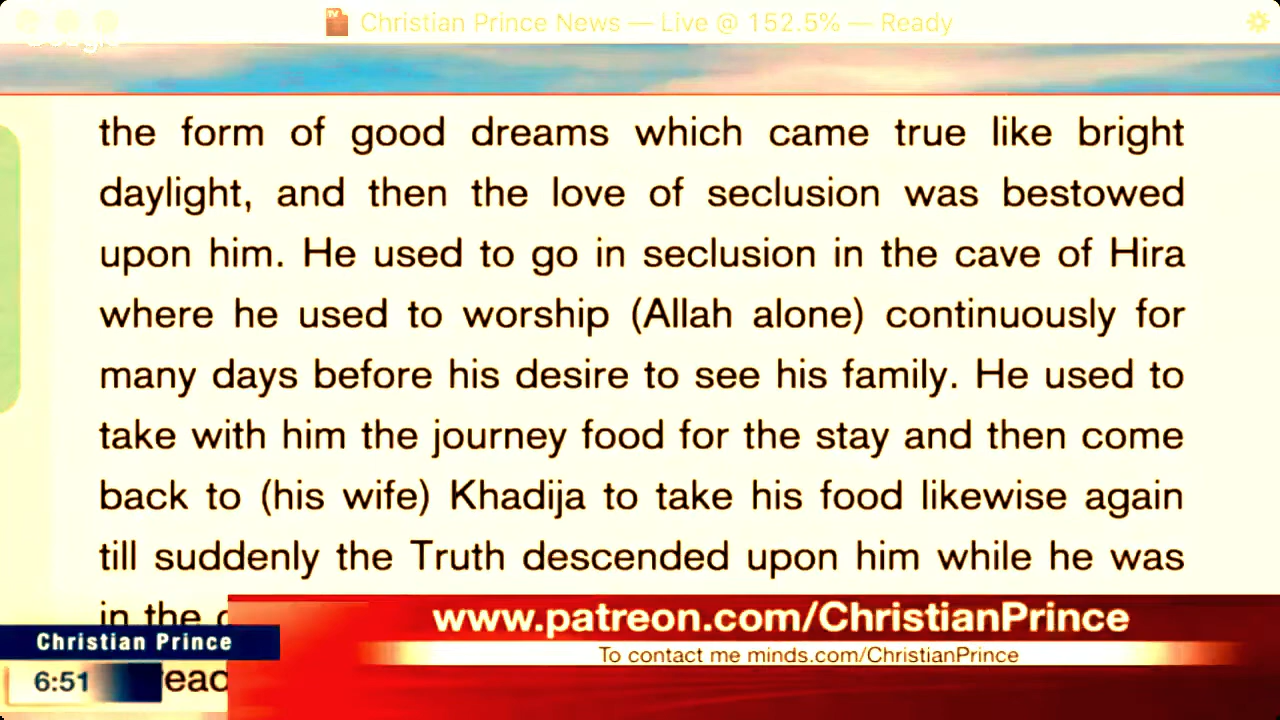 Christian Prince News — Live @ 152.5% — Ready
the form of good dreams which came true like bright
daylight, and then the love of seclusion was bestowed
upon him. He used to go in seclusion in the cave of Hira
where he used to worship (Allah alone) continuously for
many days before his desire to see his family. He used to
take with him the journey food for the stay and then come
back to (his wife) Khadija to take his food likewise again
till suddenly the Truth descended upon him while he was
in the
www.patreon.com/ChristianPrince
Christian Prince
To contact me minds.com/ChristianPrince
6:51